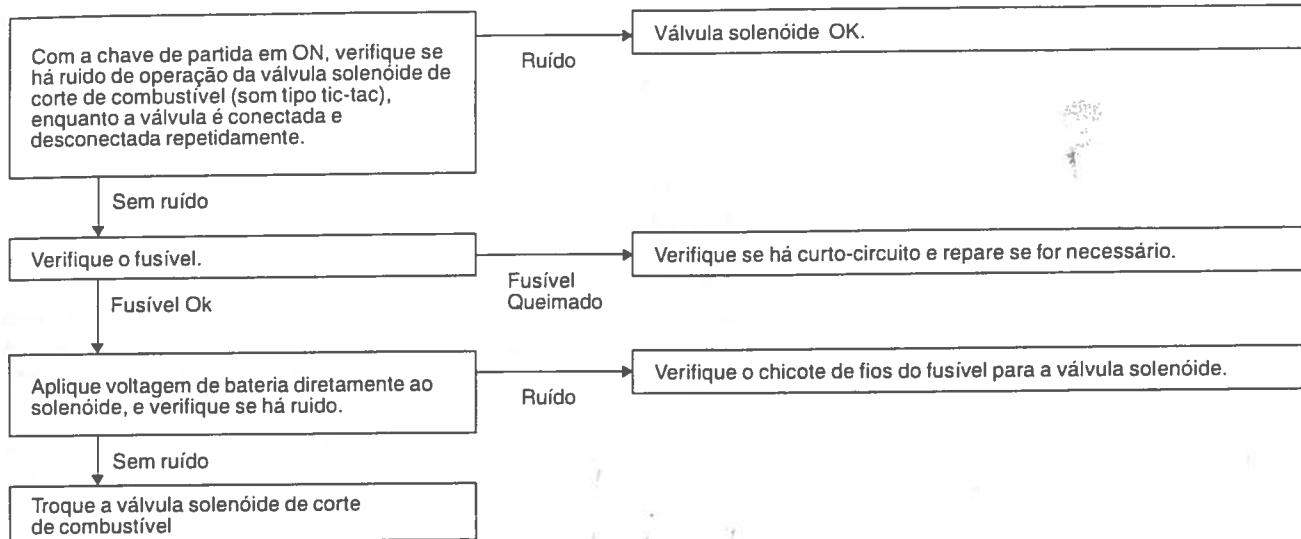 Com a chave de partida em ON, verifique se
há ruido de operação da válvula solenóide de
corte de combustível (som tipo tic-tac),
enquanto a válvula é conectada e
desconectada repetidamente.
Ruído
Válvula solenóide OK.
Sem ruído
Verifique o fusível.
Fusível
Queimado
Verifique se há curto-circuito e repare se for necessário.
Fusível Ok
Aplique voltagem de bateria diretamente ao
solenóide, e verifique se há ruido.
Ruído
Verifique o chicote de fios do fusível para a válvula solenóide.
Sem ruído
Troque a válvula solenóide de corte
de combustível